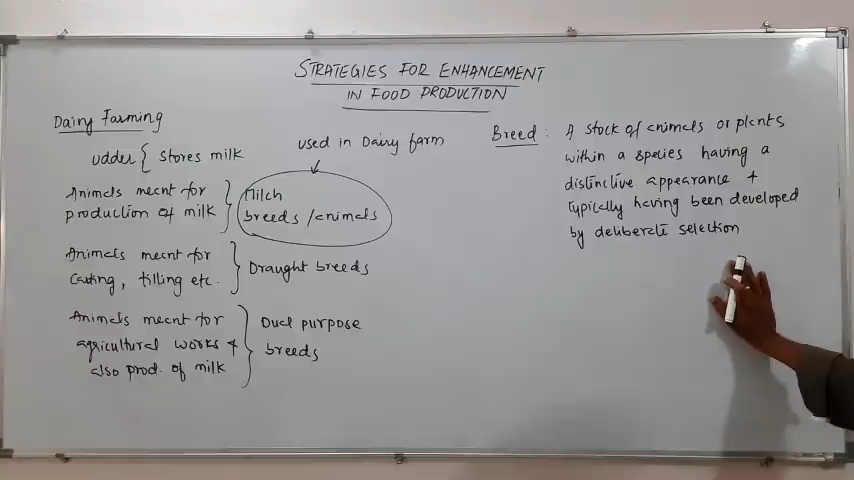 STRATEGIES FOR ENHANCEMENT
IN FOOD PRODUCTION
Dairy Farming
udder { stores milk
used in Dairy farm
Animals meant for
production of milk
Milch
breeds / animals
Animals meant for
carting, tilling etc.
Draught breeds
Animals meant for
agricultural works &
also prod. of milk
Dual purpose
breeds
Breed : A stock of animals or plants
within a species having a
distinctive appearance &
typically having been developed
by deliberate selection